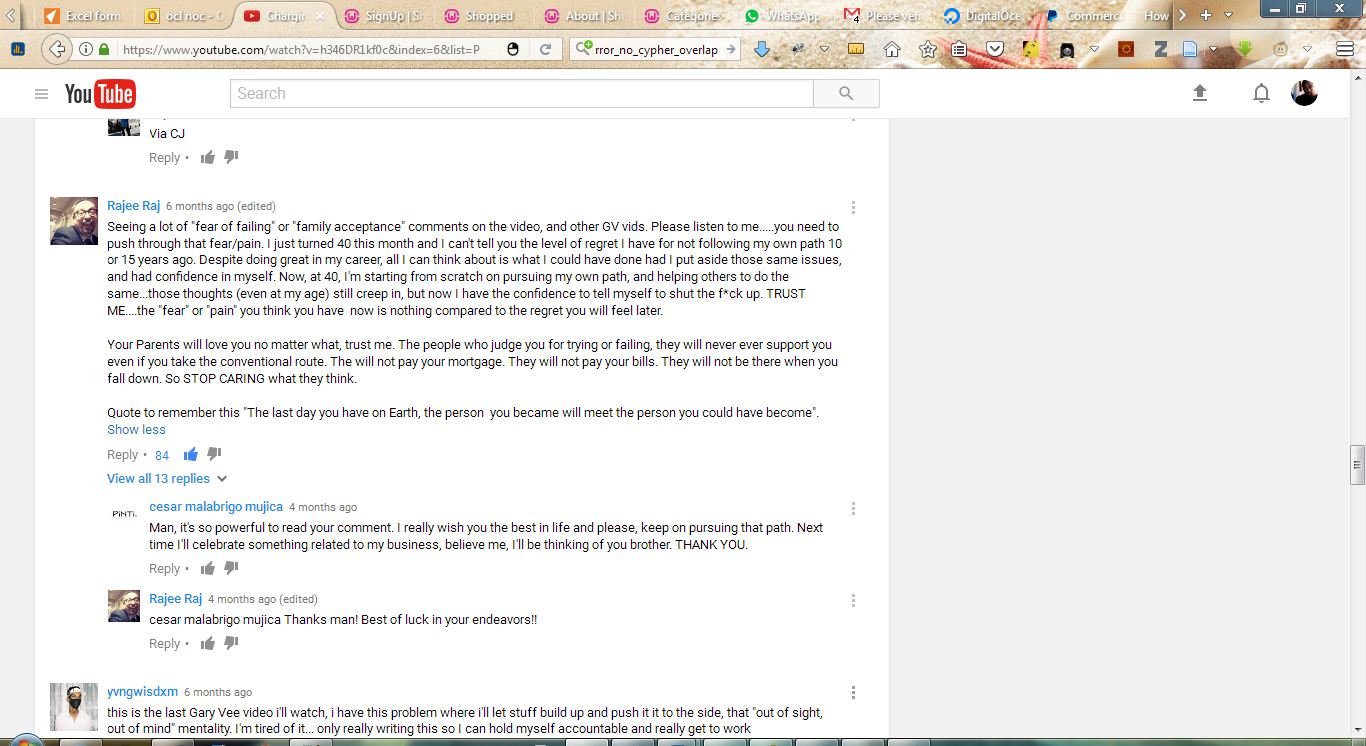 Excel form
ocl noc - C
Chargin
SignUp | Sh
Shopped
About | Sh
Categories
WhatsApp
Please veri
DigitalOce
Commerc
How
https://www.youtube.com/watch?v=h346DR1kf0c&index=6&list=P
rror_no_cypher_overlap
YouTube
Search
Via CJ
Reply •
Rajee Raj 6 months ago (edited)
Seeing a lot of "fear of failing" or "family acceptance" comments on the video, and other GV vids. Please listen to me.....you need to
push through that fear/pain. I just turned 40 this month and I can't tell you the level of regret I have for not following my own path 10
or 15 years ago. Despite doing great in my career, all I can think about is what I could have done had I put aside those same issues,
and had confidence in myself. Now, at 40, I'm starting from scratch on pursuing my own path, and helping others to do the
same...those thoughts (even at my age) still creep in, but now I have the confidence to tell myself to shut the f*ck up. TRUST
ME....the "fear" or "pain" you think you have now is nothing compared to the regret you will feel later.
Your Parents will love you no matter what, trust me. The people who judge you for trying or failing, they will never ever support you
even if you take the conventional route. The will not pay your mortgage. They will not pay your bills. They will not be there when you
fall down. So STOP CARING what they think.
Quote to remember this "The last day you have on Earth, the person you became will meet the person you could have become".
Show less
Reply • 84
View all 13 replies
PiNTi.
cesar malabrigo mujica 4 months ago
Man, it's so powerful to read your comment. I really wish you the best in life and please, keep on pursuing that path. Next
time I'll celebrate something related to my business, believe me, I'll be thinking of you brother. THANK YOU.
Reply •
Rajee Raj 4 months ago (edited)
cesar malabrigo mujica Thanks man! Best of luck in your endeavors!!
Reply •
yvngwisdxm 6 months ago
this is the last Gary Vee video i'll watch, i have this problem where i'll let stuff build up and push it it to the side, that "out of sight,
out of mind" mentality. I'm tired of it... only really writing this so I can hold myself accountable and really get to work